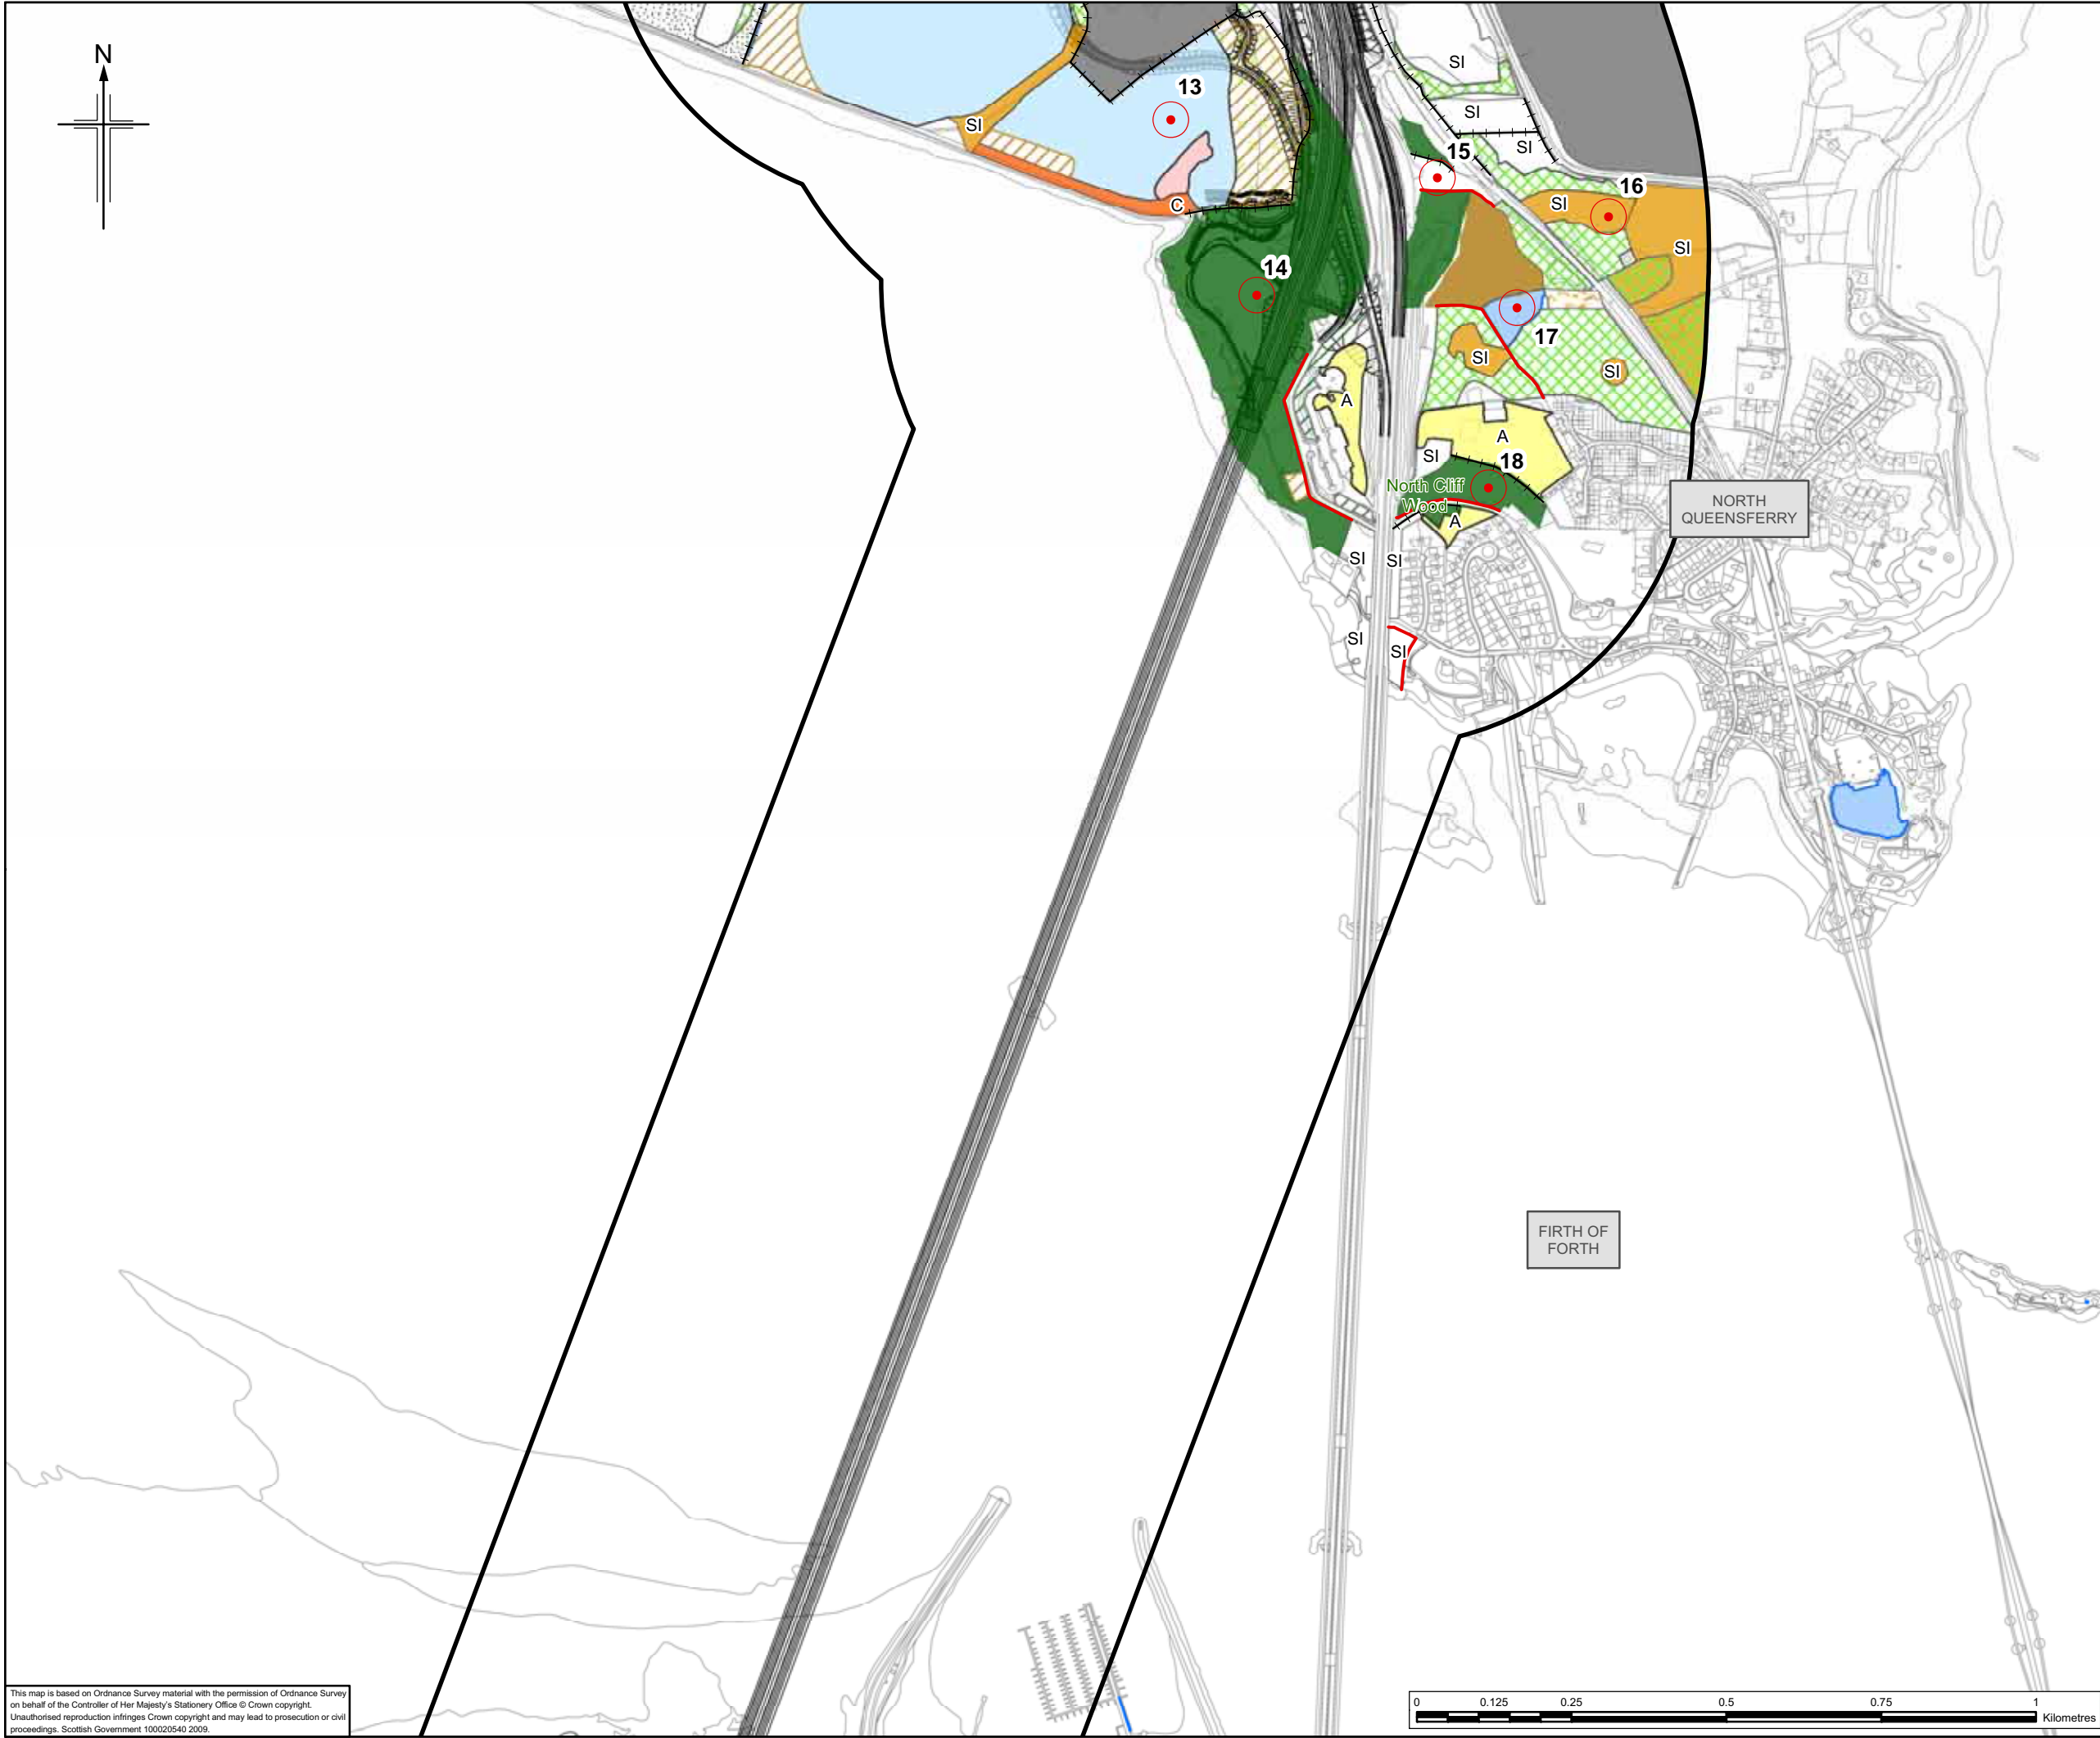 N
SI
13
SI
SI
SI
15
16
SI
SI
SI
C
14
17
SI
SI
A
A
SI
18
North Cliff
Wood
A
NORTH
QUEENSFERRY
SI
SI
SI
SI
FIRTH OF
FORTH
This map is based on Ordnance Survey material with the permission of Ordnance Survey
on behalf of the Controller of Her Majesty's Stationery Office © Crown copyright.
Unauthorised reproduction infringes Crown copyright and may lead to prosecution or civil
proceedings. Scottish Government 100020540 2009.
0 0.125 0.25 0.5 0.75 1
Kilometres